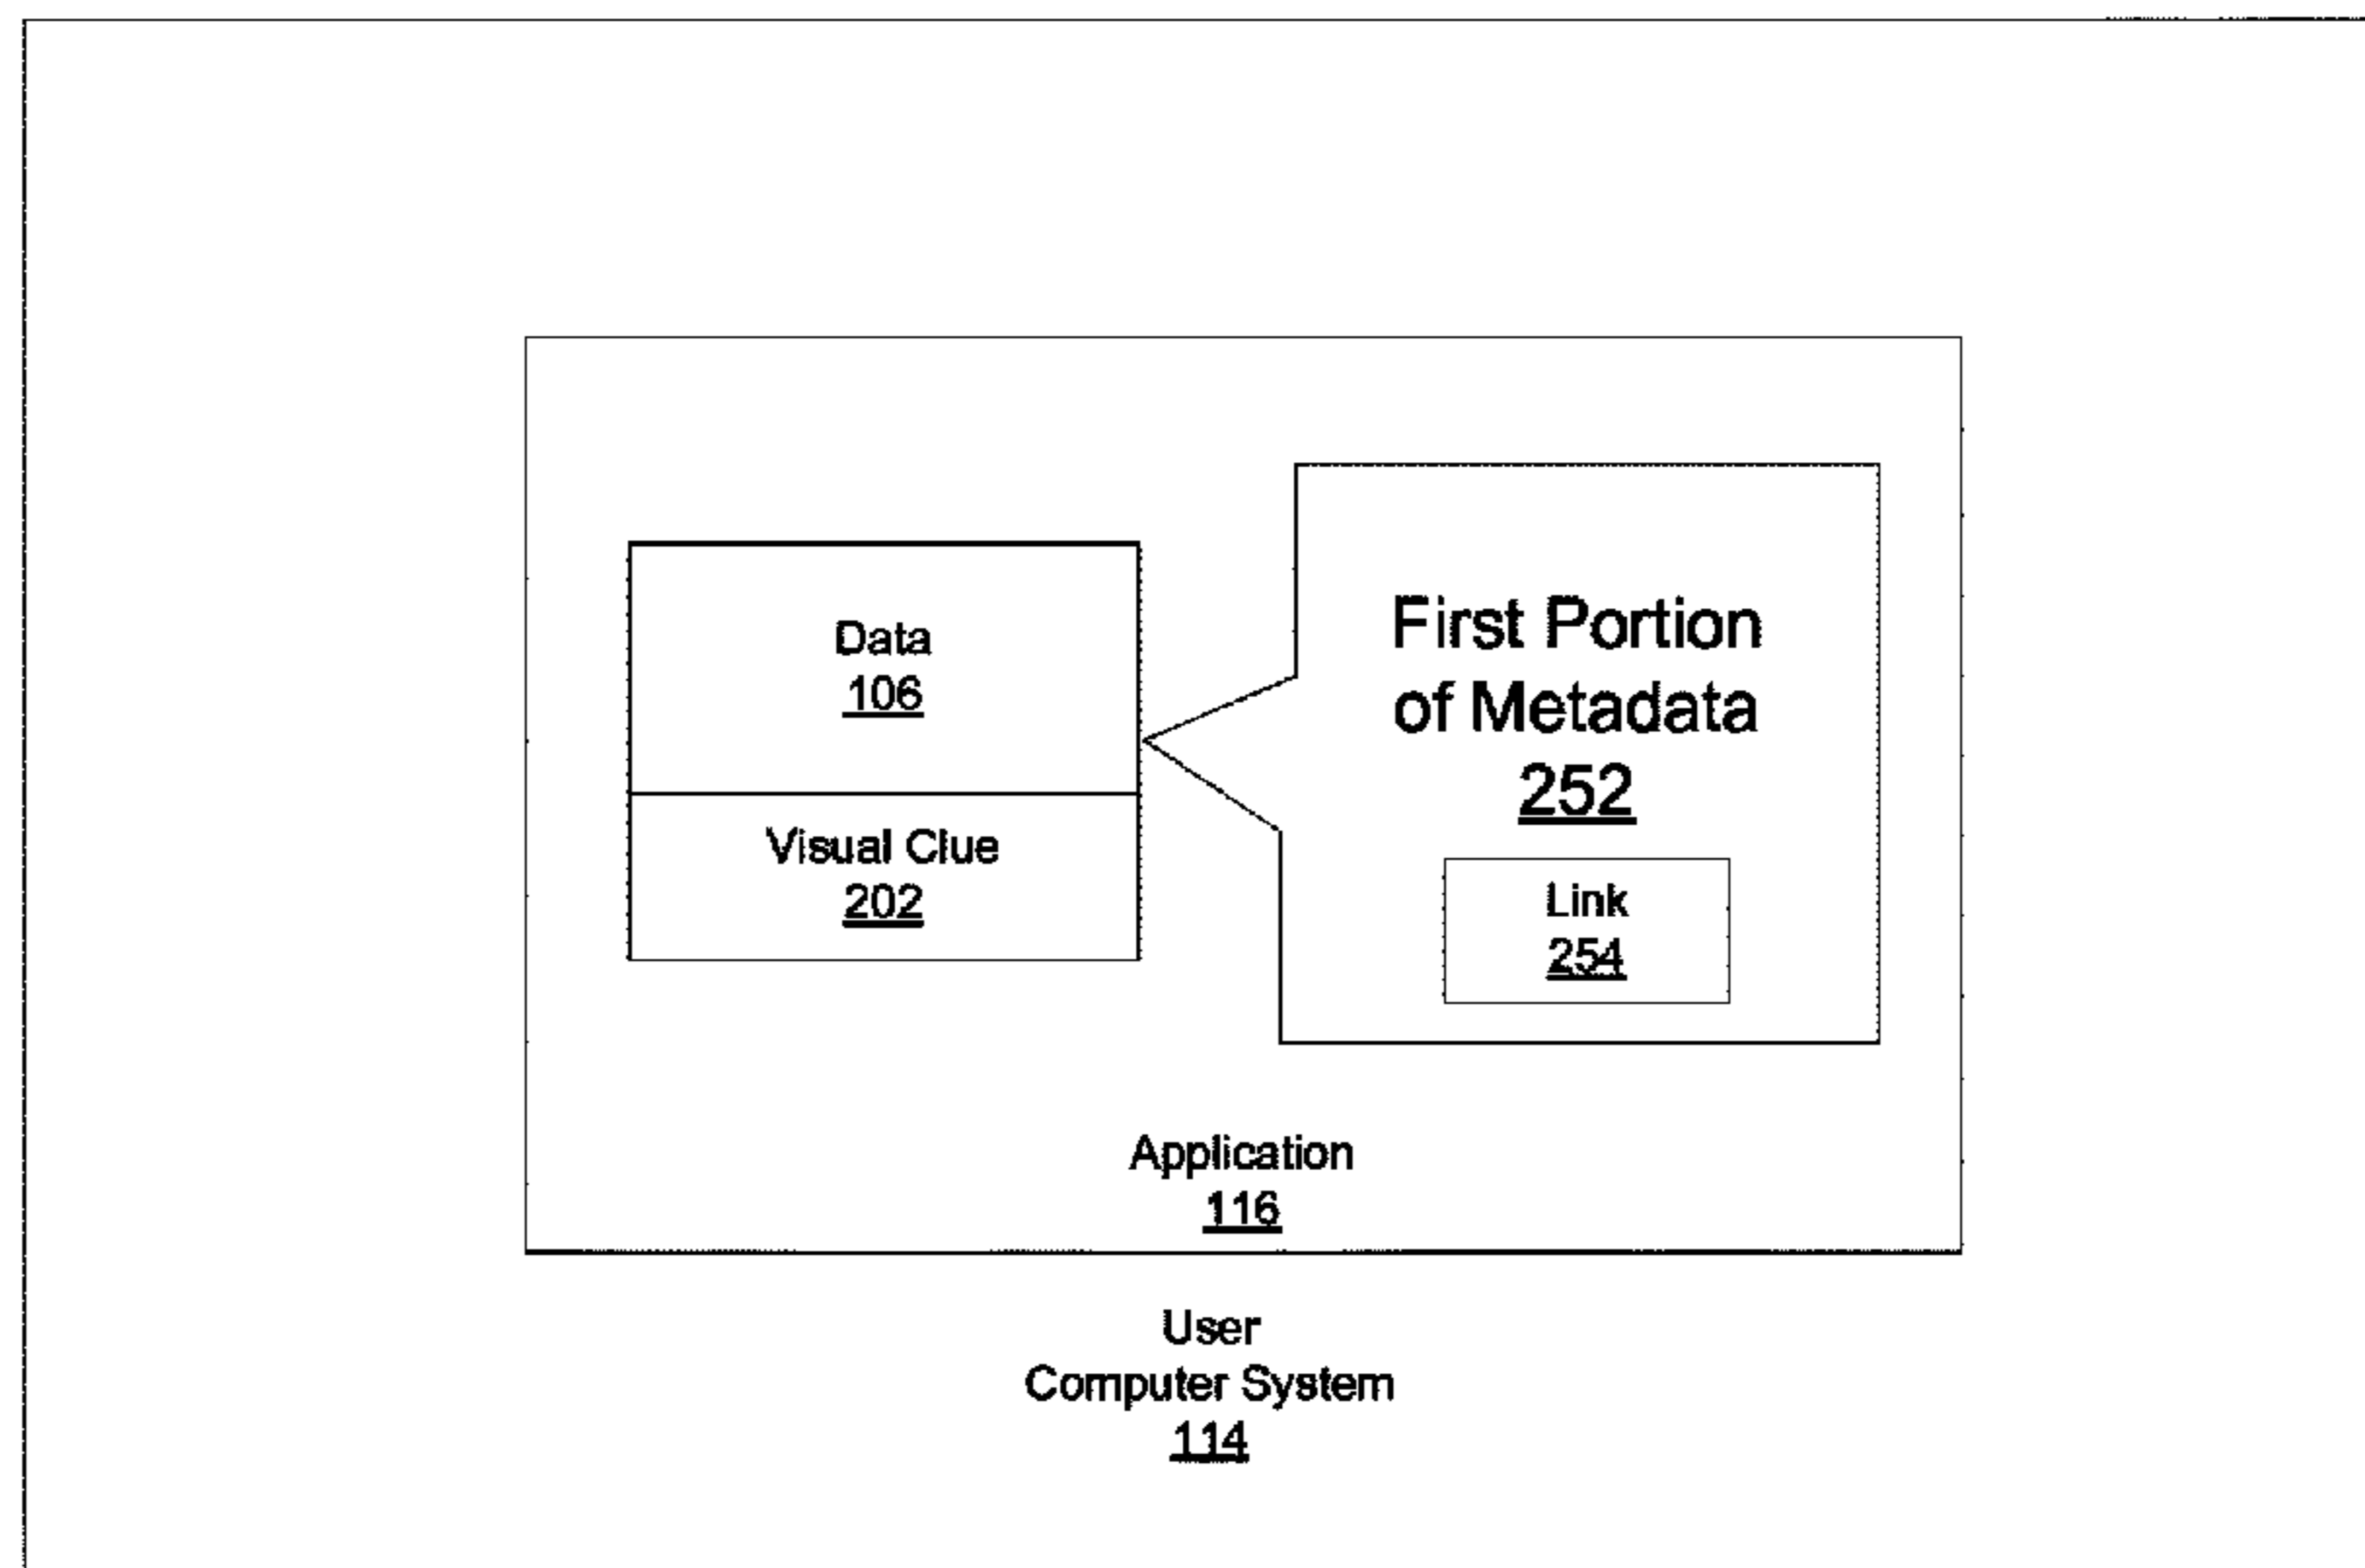 Data
106
Visual Clue
202
First Portion
of Metadata
252
Link
254
Application
116
User
Computer System
114